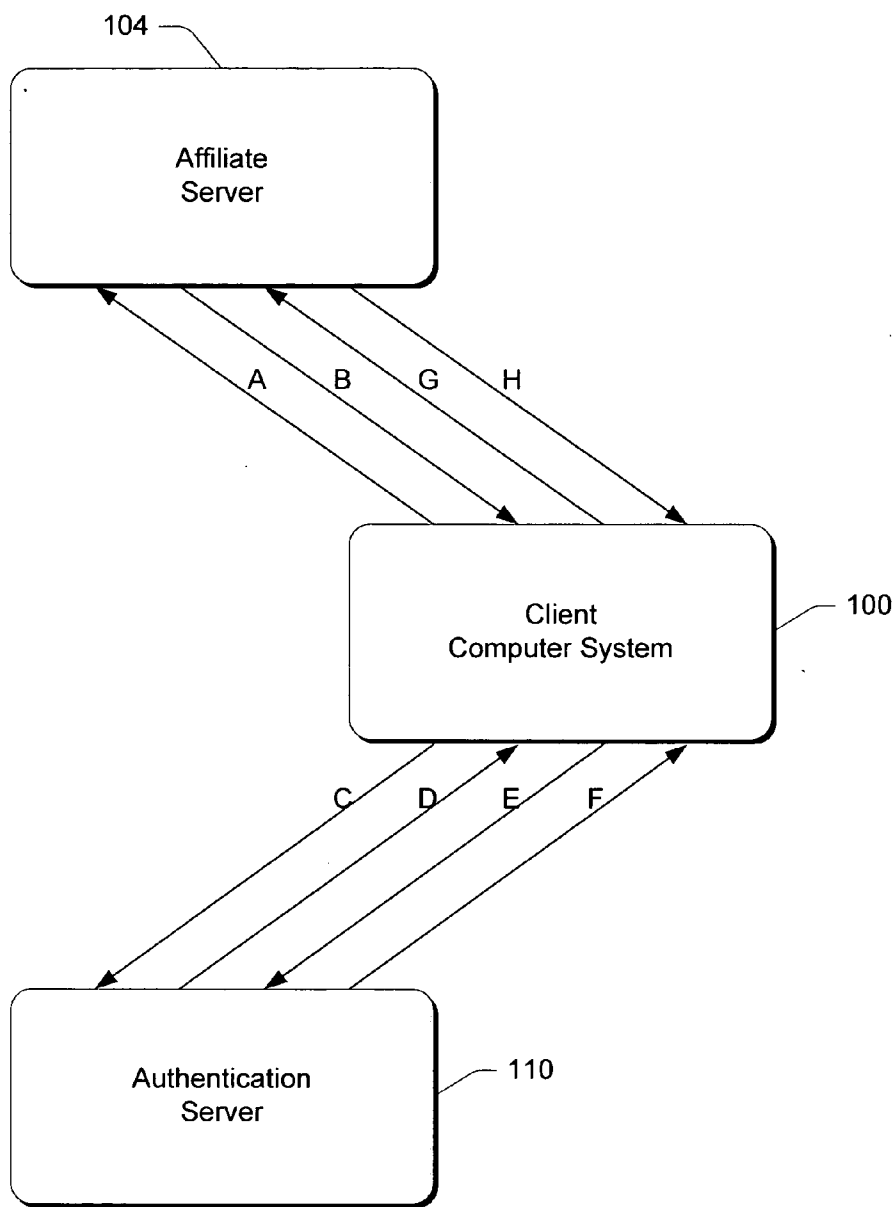 104
Affiliate
Server
A
B
G
H
Client
Computer System
100
C
D
E
F
Authentication
Server
110